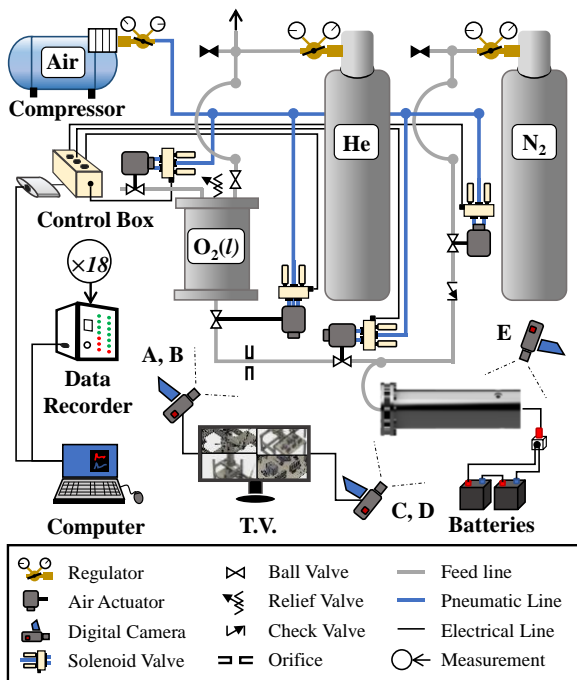 Air
Compressor
He
N2
Control Box
O2(l)
×18
Data
Recorder
A, B
E
Computer
T.V.
C, D
Batteries
Regulator
Ball Valve
Feed line
Air Actuator
Relief Valve
Pneumatic Line
Digital Camera
Check Valve
Electrical Line
Solenoid Valve
Orifice
Measurement